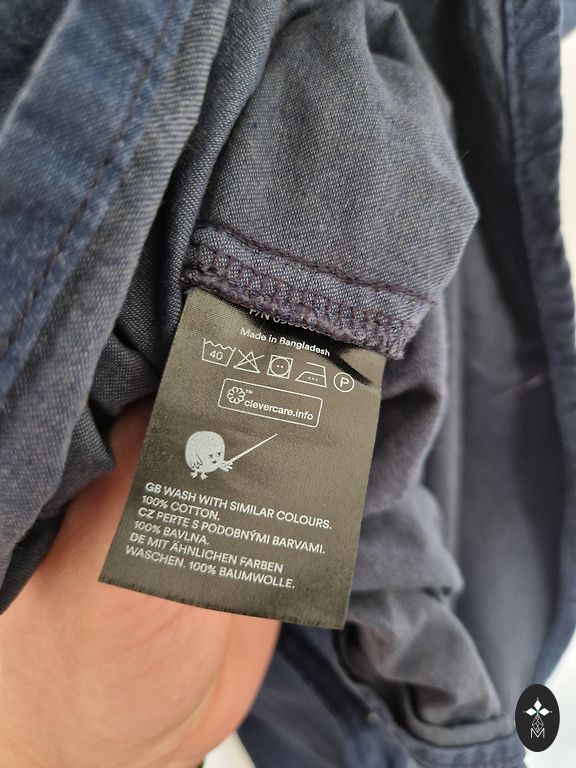 Made in Bangladesh
40 P
clevercare.info™
GB WASH WITH SIMILAR COLOURS.
100% COTTON.
CZ PERTE S PODOBNÝMI BARVAMI.
100% BAVLNA.
DE MIT ÄHNLICHEN FARBEN
WASCHEN. 100% BAUMWOLLE.
M